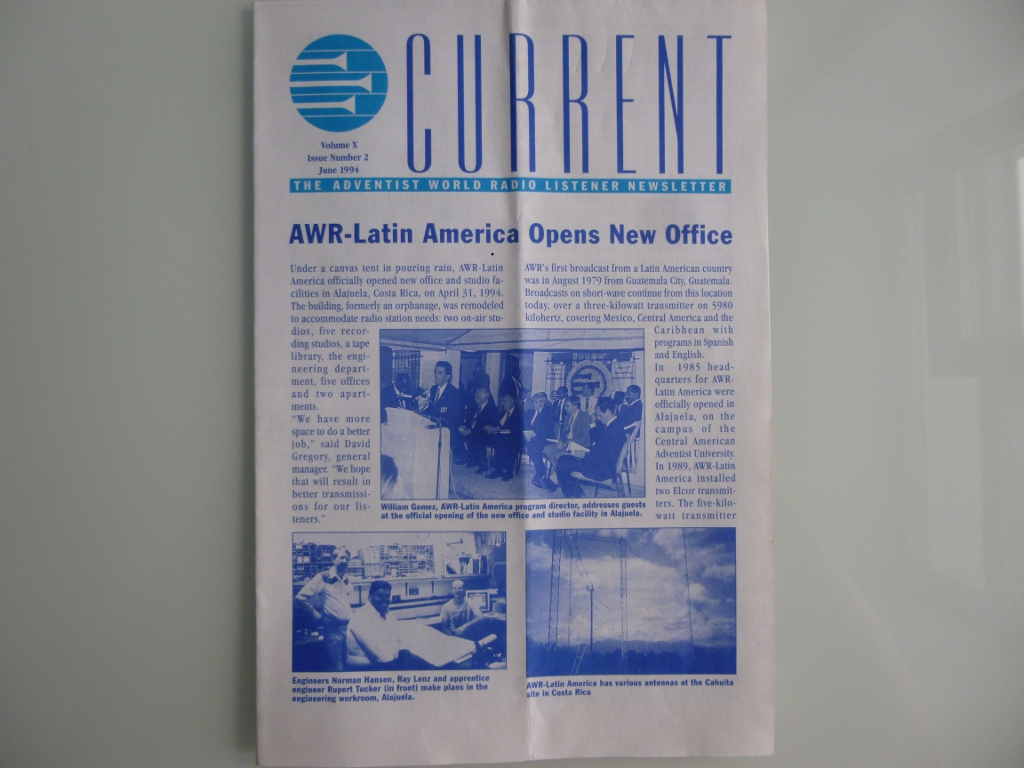 CURRENT
Volume X
Issue Number 2
June 1994
THE ADVENTIST WORLD RADIO LISTENER NEWSLETTER
AWR-Latin America Opens New Office
Under a canvas tent in pouring rain, AWR-Latin
America officially opened new office and studio fa-
cilities in Alajuela, Costa Rica, on April 31, 1994.
The building, formerly an orphanage, was remodeled
to accommodate radio station needs: two on-air stu-
dios, five recor-
ding studios, a tape
library, the engi-
neering depart-
ment, five offices
and two apart-
ments.
"We have more
space to do a better
job," said David
Gregory, general
manager. "We hope
that will result in
better transmissi-
ons for our lis-
teners."
AWR's first broadcast from a Latin American country
was in August 1979 from Guatemala City, Guatemala.
Broadcasts on short-wave continue from this location
today, over a three-kilowatt transmitter on 5980
kilohertz, covering Mexico, Central America and the
Caribbean with
programs in Spanish
and English.
In 1985 head-
quarters for AWR-
Latin America were
officially opened in
Alajuela, on the
campus of the
Central American
Adventist University.
In 1989, AWR-Latin
America installed
two Elcor transmit-
ters. The five-kilo-
watt transmitter
William Gomez, AWR-Latin America program director, addresses guests
at the official opening of the new office and studio facility in Alajuela.
Engineers Norman Hansen, Ray Lenz and apprentice
engineer Rupert Tucker (in front) make plans in the
engineering workroom, Alajuela.
AWR-Latin America has various antennas at the Cahuita
site in Costa Rica